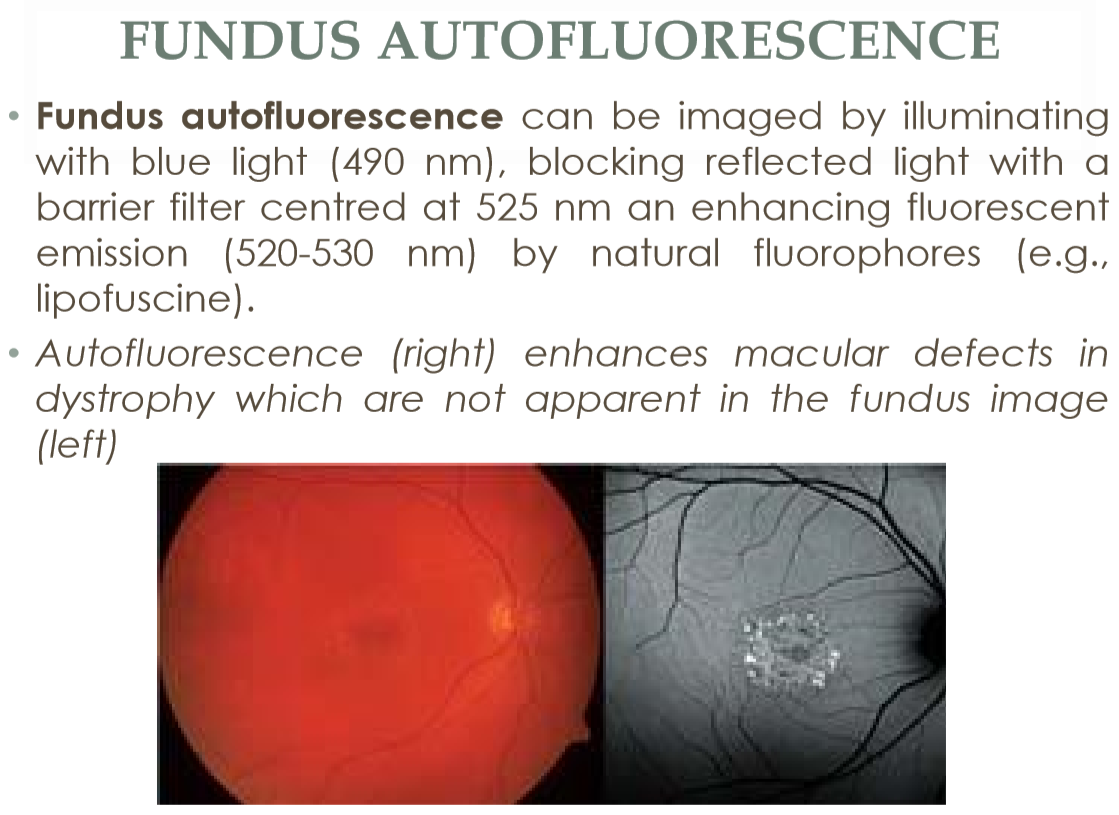 FUNDUS AUTOFLUORESCENCE
• Fundus autofluorescence can be imaged by illuminating
with blue light (490 nm), blocking reflected light with a
barrier filter centred at 525 nm an enhancing fluorescent
emission (520-530 nm) by natural fluorophores (e.g.,
lipofuscine).
• Autofluorescence (right) enhances macular defects in
dystrophy which are not apparent in the fundus image
(left)